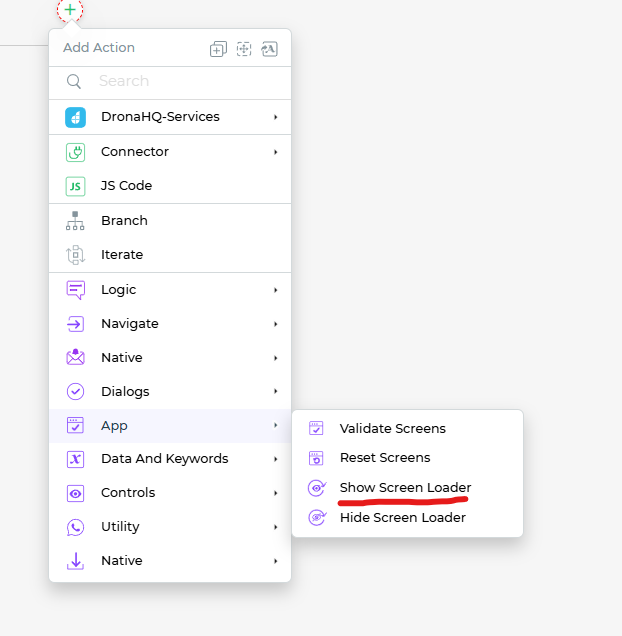 Add Action
Search
DronaHQ-Services
Connector
JS
JS Code
Branch
Iterate
Logic
Navigate
Native
Dialogs
App
Validate Screens
Reset Screens
Show Screen Loader
Hide Screen Loader
Data And Keywords
Controls
Utility
Native